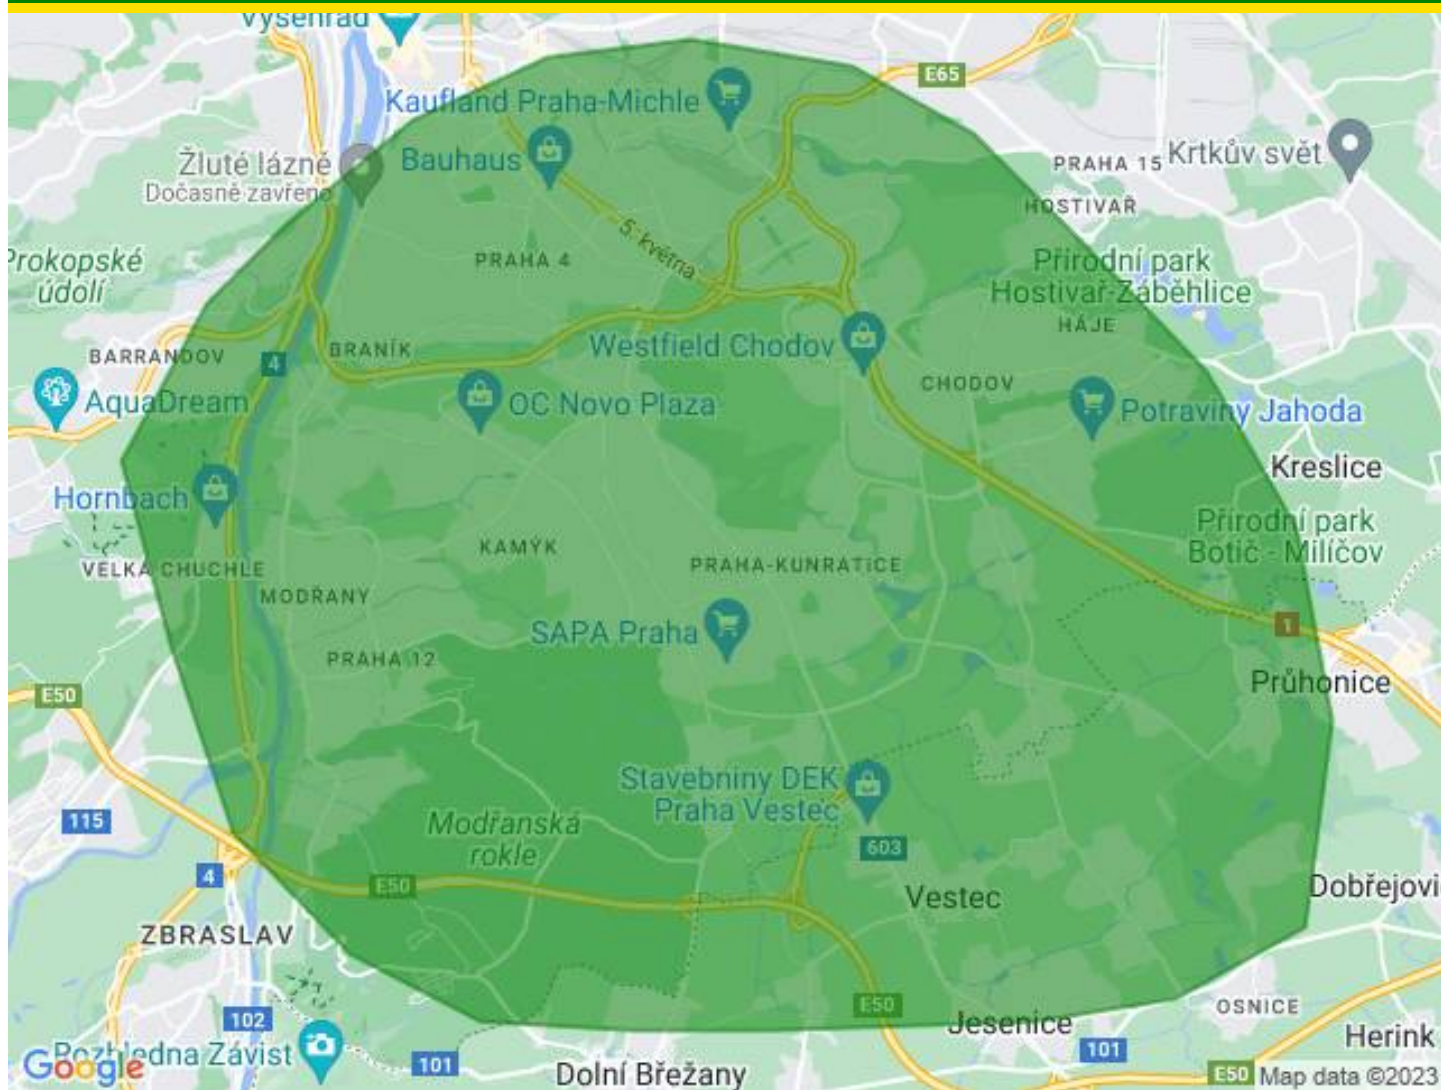 Vyšehrad
E65
Kaufland Praha-Michle
Bauhaus
Žluté lázně
Dočasně zavřeno
PRAHA 15
Krtkův svět
HOSTIVAŘ
PRAHA 4
5. května
Prokopské
údolí
Přírodní park
Hostivař-Záběhlice
HÁJE
BARRANDOV
4
BRANÍK
Westfield Chodov
CHODOV
AquaDream
OC Novo Plaza
Potraviny Jahoda
Kreslice
Hornbach
Přírodní park
Botič - Milíčov
KAMÝK
PRAHA-KUNRATICE
VELKÁ CHUCHLE
MODŘANY
SAPA Praha
1
PRAHA 12
E50
Průhonice
Stavebniny DEK
Praha Vestec
115
Modřanská
rokle
603
4
E50
Vestec
Dobřejovi
ZBRASLAV
E50
OSNICE
102
Jesenice
Herink
Rozhledna Závist
101
Dolní Břežany
101
E50
Google
Map data ©2023